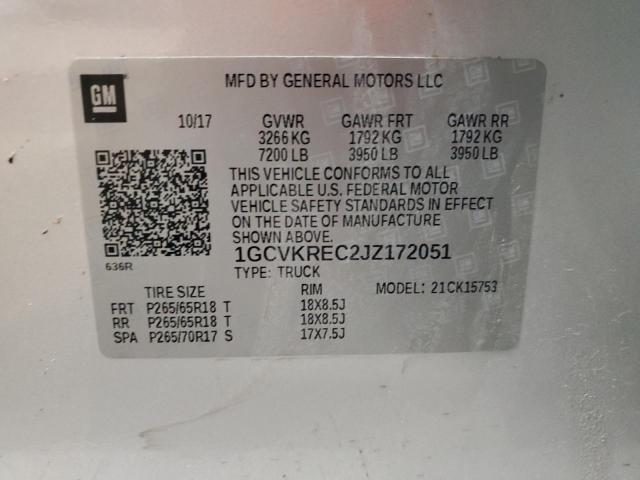 GM
MFD BY GENERAL MOTORS LLC
10/17 GVWR GAWR FRT GAWR RR
3266 KG 1792 KG 1792 KG
7200 LB 3950 LB 3950 LB
THIS VEHICLE CONFORMS TO ALL
APPLICABLE U.S. FEDERAL MOTOR
VEHICLE SAFETY STANDARDS IN EFFECT
ON THE DATE OF MANUFACTURE
SHOWN ABOVE.
636R
1GCVKREC2JZ172051
TYPE: TRUCK
MODEL: 21CK15753
TIRE SIZE RIM
FRT P265/65R18 T 18X8.5J
RR P265/65R18 T 18X8.5J
SPA P265/70R17 S 17X7.5J